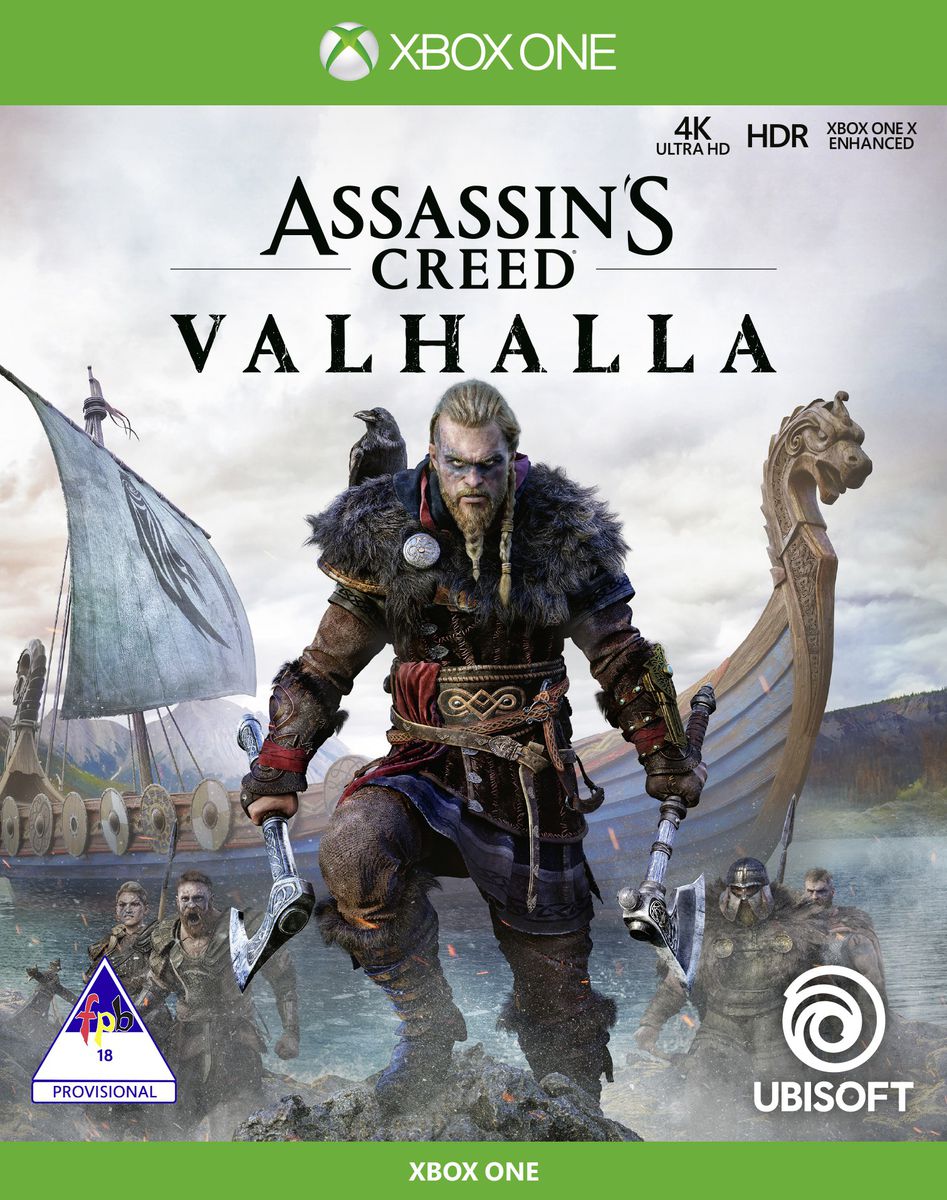 XBOX ONE
4K
ULTRA HD
HDR
XBOX ONE X
ENHANCED
ASSASSIN'S
CREED®
VALHALLA
fpb
18
PROVISIONAL
UBISOFT
XBOX ONE